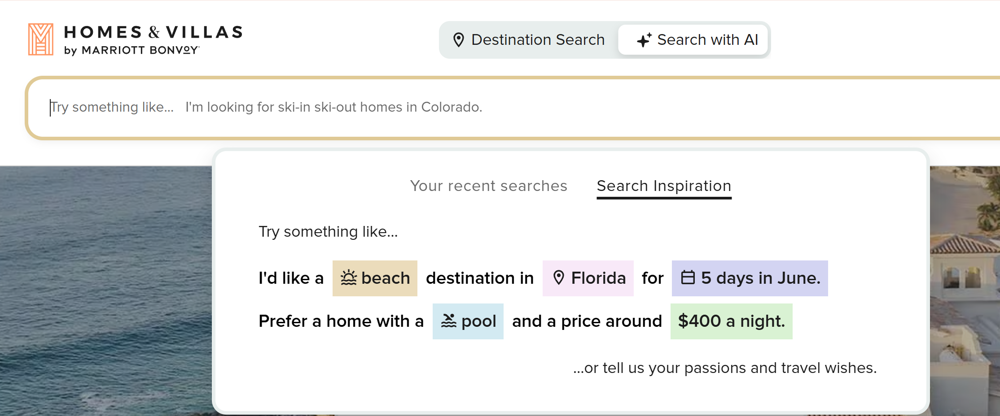 HOMES & VILLAS
by MARRIOTT BONVOY
Destination Search
Search with AI
Try something like... I'm looking for ski-in ski-out homes in Colorado.
Your recent searches
Search Inspiration
Try something like...
I'd like a beach destination in Florida for 5 days in June.
Prefer a home with a pool and a price around $400 a night.
...or tell us your passions and travel wishes.